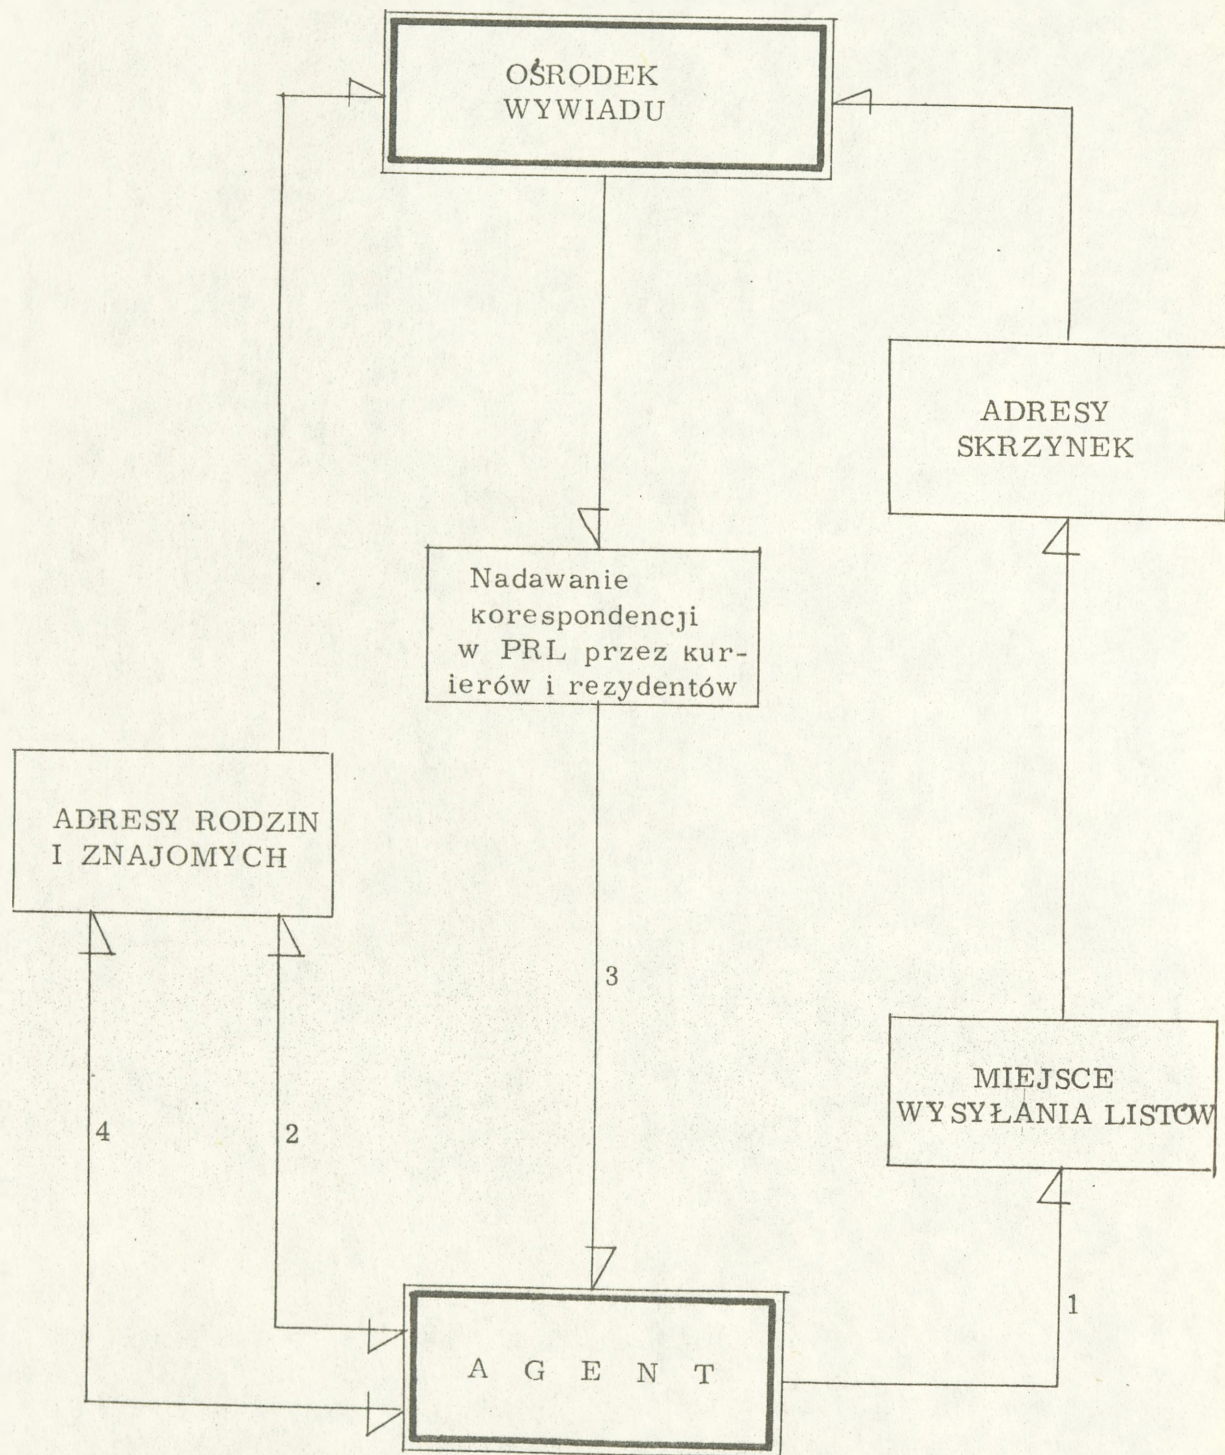 OŚRODEK
WYWIADU
ADRESY
SKRZYNEK
Nadawanie
korespondencji
w PRL przez kur-
ierów i rezydentów
ADRESY RODZIN
I ZNAJOMYCH
3
MIEJSCE
WYSYŁANIA LISTÓW
4
2
1
A G E N T